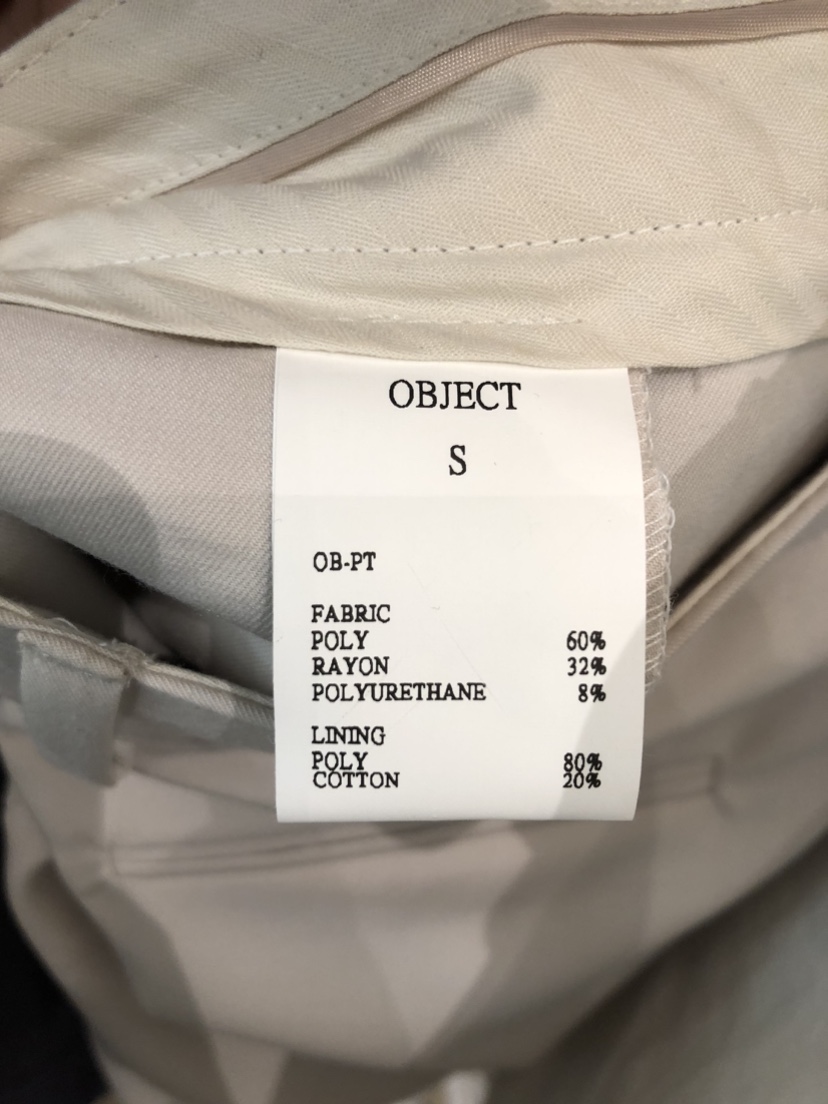 OBJECT
S
OB-PT
FABRIC
POLY 60%
RAYON 32%
POLYURETHANE 8%
LINING
POLY 80%
COTTON 20%